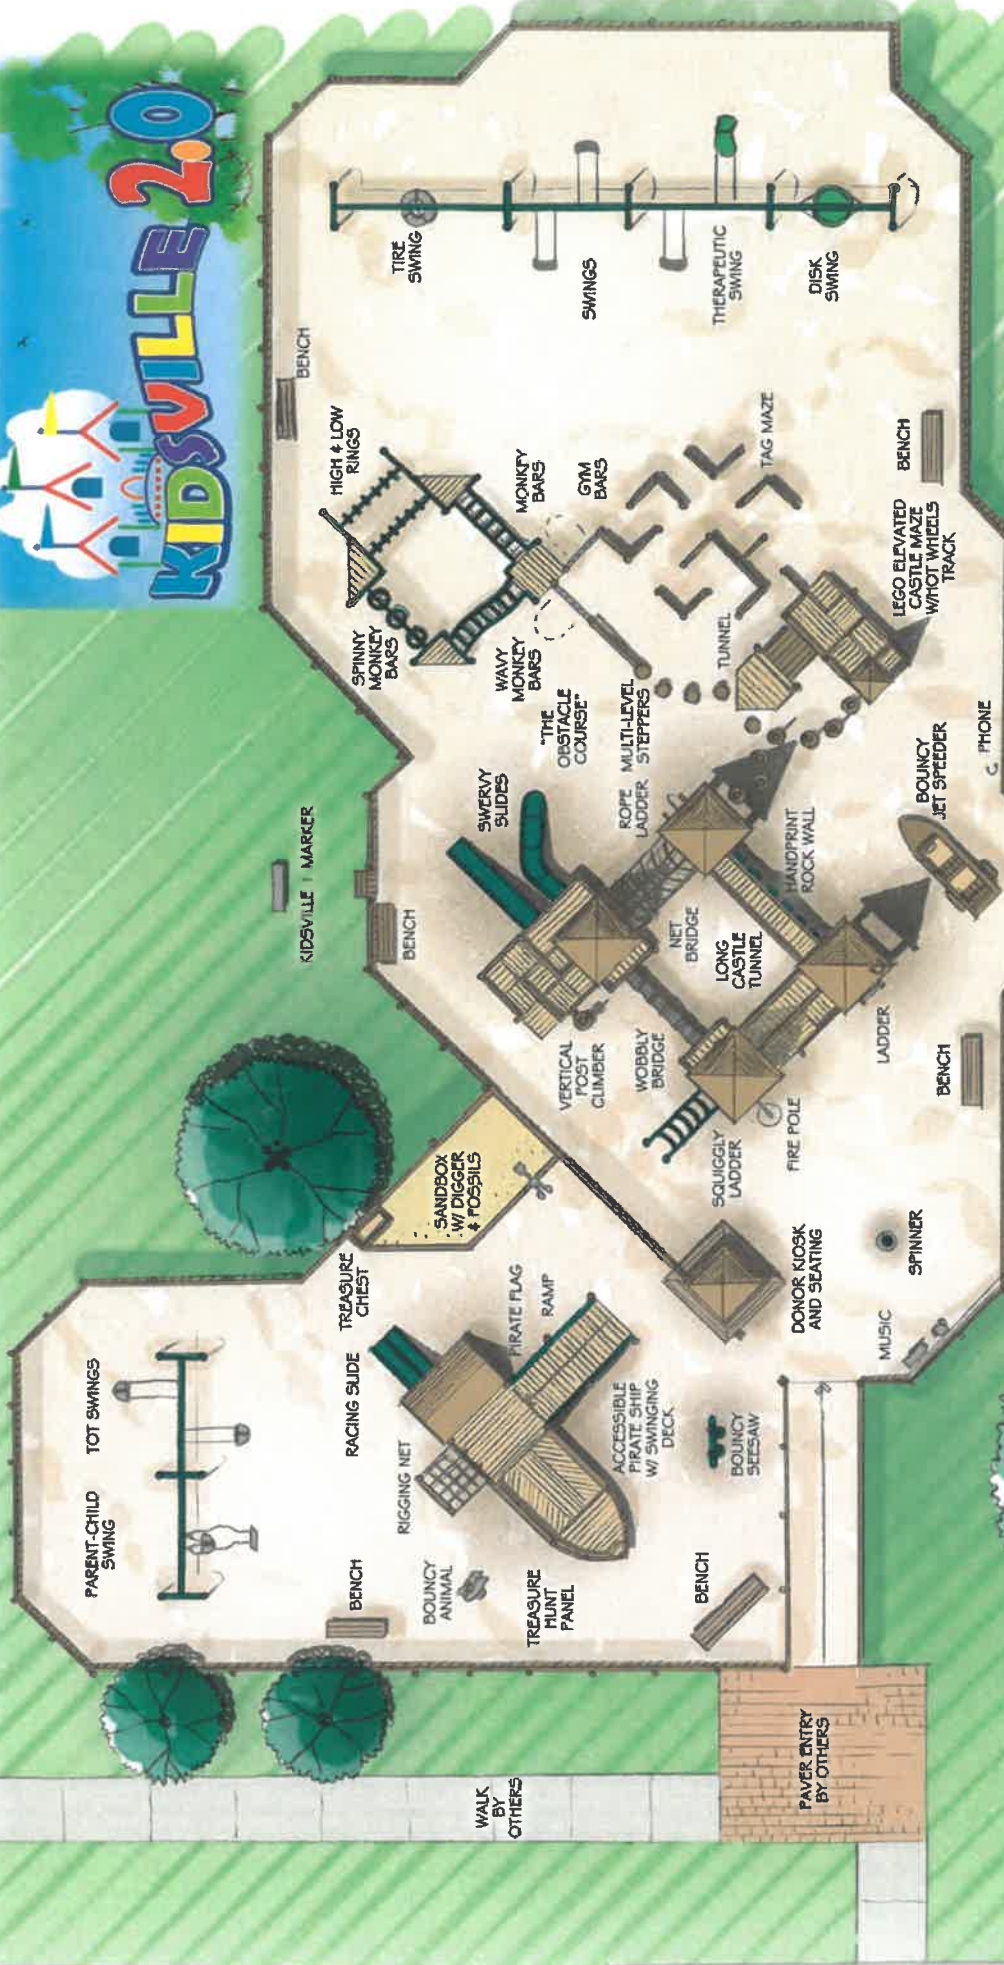 KIDSVILLE 2.0
PARENT-CHILD
SWING
TOT SWINGS
TREASURE
CHEST
RACING SLIDE
RIGGING NET
BENCH
BOUNCY
ANIMAL
TREASURE
HUNT
PANEL
PIRATE FLAG
RAMP
ACCESSIBLE
PIRATE SHIP
W/ SWINGING
DECK
BOUNCY
SEESAW
BENCH
WALK
BY
OTHERS
PAVER ENTRY
BY OTHERS
SANDBOX
W/ DIGGER
& FOSSILS
DONOR KIOSK
AND SEATING
MUSIC
SPINNER
KIDSVILLE I MARKER
BENCH
SWERVY
SLIDES
VERTICAL
POST
CLIMBER
WOBBLY
BRIDGE
SQUIGGLY
LADDER
FIRE POLE
NET
BRIDGE
LONG
CASTLE
TUNNEL
ROPE
LADDER
HANDPRINT
ROCK WALL
LADDER
BENCH
BOUNCY
JET SPEEDER
PHONE
"THE
OBSTACLE
COURSE"
MULTI-LEVEL
STEPPERS
TUNNEL
SPINNY
MONKEY
BARS
WAVY
MONKEY
BARS
HIGH & LOW
RINGS
MONKEY
BARS
GYM
BARS
TAG MAZE
LEGO ELEVATED
CASTLE MAZE
W/HOT WHEELS
TRACK
BENCH
BENCH
TIRE
SWING
SWINGS
THERAPEUTIC
SWING
DISK
SWING